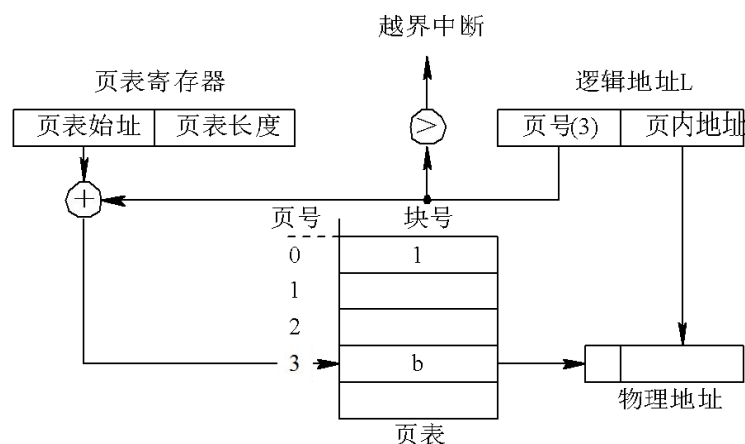 越界中断
页表寄存器
逻辑地址L
页表始址 页表长度
>
页号(3) 页内地址
+
页号 块号
0 1
1
2
3 b
物理地址
页表